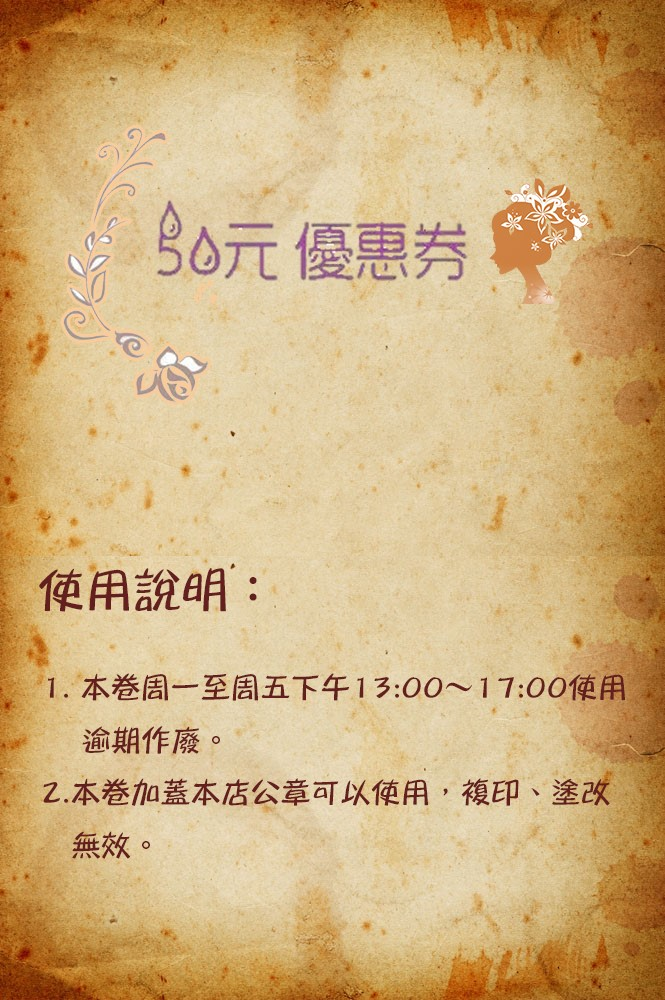 50元 優惠券
使用說明：
1. 本卷周一至周五下午13:00～17:00使用
逾期作廢。
2.本卷加蓋本店公章可以使用，複印、塗改
無效。